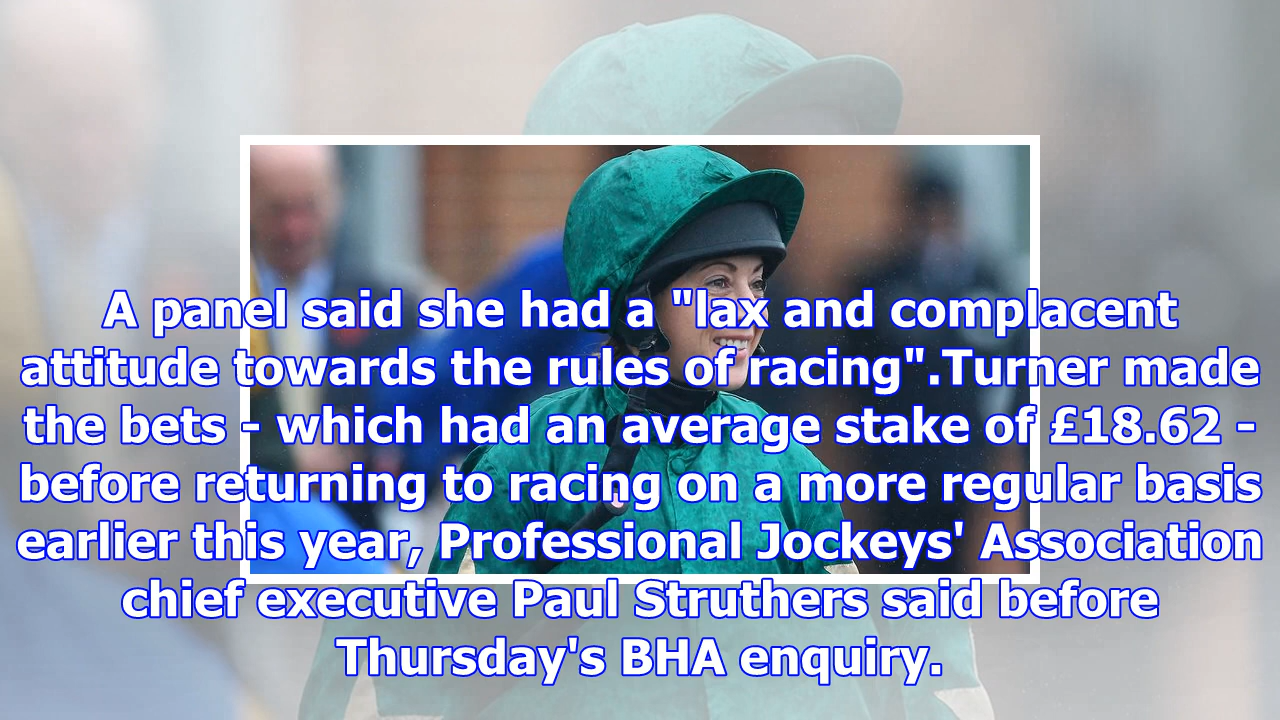 A panel said she had a "lax and complacent
attitude towards the rules of racing".Turner made
the bets - which had an average stake of £18.62 -
before returning to racing on a more regular basis
earlier this year, Professional Jockeys' Association
chief executive Paul Struthers said before
Thursday's BHA enquiry.